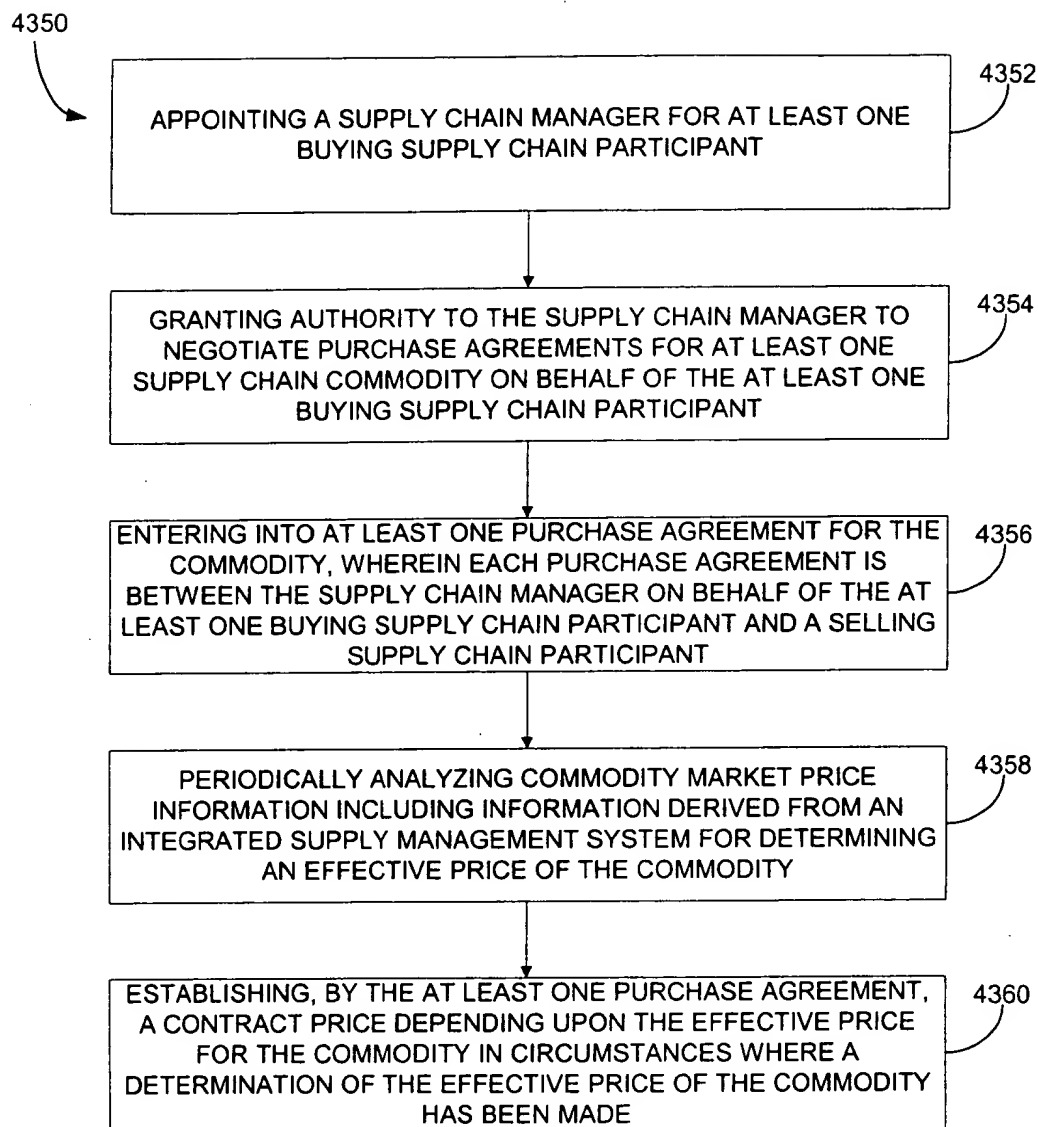 4350
4352
APPOINTING A SUPPLY CHAIN MANAGER FOR AT LEAST ONE
BUYING SUPPLY CHAIN PARTICIPANT
4354
GRANTING AUTHORITY TO THE SUPPLY CHAIN MANAGER TO
NEGOTIATE PURCHASE AGREEMENTS FOR AT LEAST ONE
SUPPLY CHAIN COMMODITY ON BEHALF OF THE AT LEAST ONE
BUYING SUPPLY CHAIN PARTICIPANT
4356
ENTERING INTO AT LEAST ONE PURCHASE AGREEMENT FOR THE
COMMODITY, WHEREIN EACH PURCHASE AGREEMENT IS
BETWEEN THE SUPPLY CHAIN MANAGER ON BEHALF OF THE AT
LEAST ONE BUYING SUPPLY CHAIN PARTICIPANT AND A SELLING
SUPPLY CHAIN PARTICIPANT
4358
PERIODICALLY ANALYZING COMMODITY MARKET PRICE
INFORMATION INCLUDING INFORMATION DERIVED FROM AN
INTEGRATED SUPPLY MANAGEMENT SYSTEM FOR DETERMINING
AN EFFECTIVE PRICE OF THE COMMODITY
4360
ESTABLISHING, BY THE AT LEAST ONE PURCHASE AGREEMENT,
A CONTRACT PRICE DEPENDING UPON THE EFFECTIVE PRICE
FOR THE COMMODITY IN CIRCUMSTANCES WHERE A
DETERMINATION OF THE EFFECTIVE PRICE OF THE COMMODITY
HAS BEEN MADE